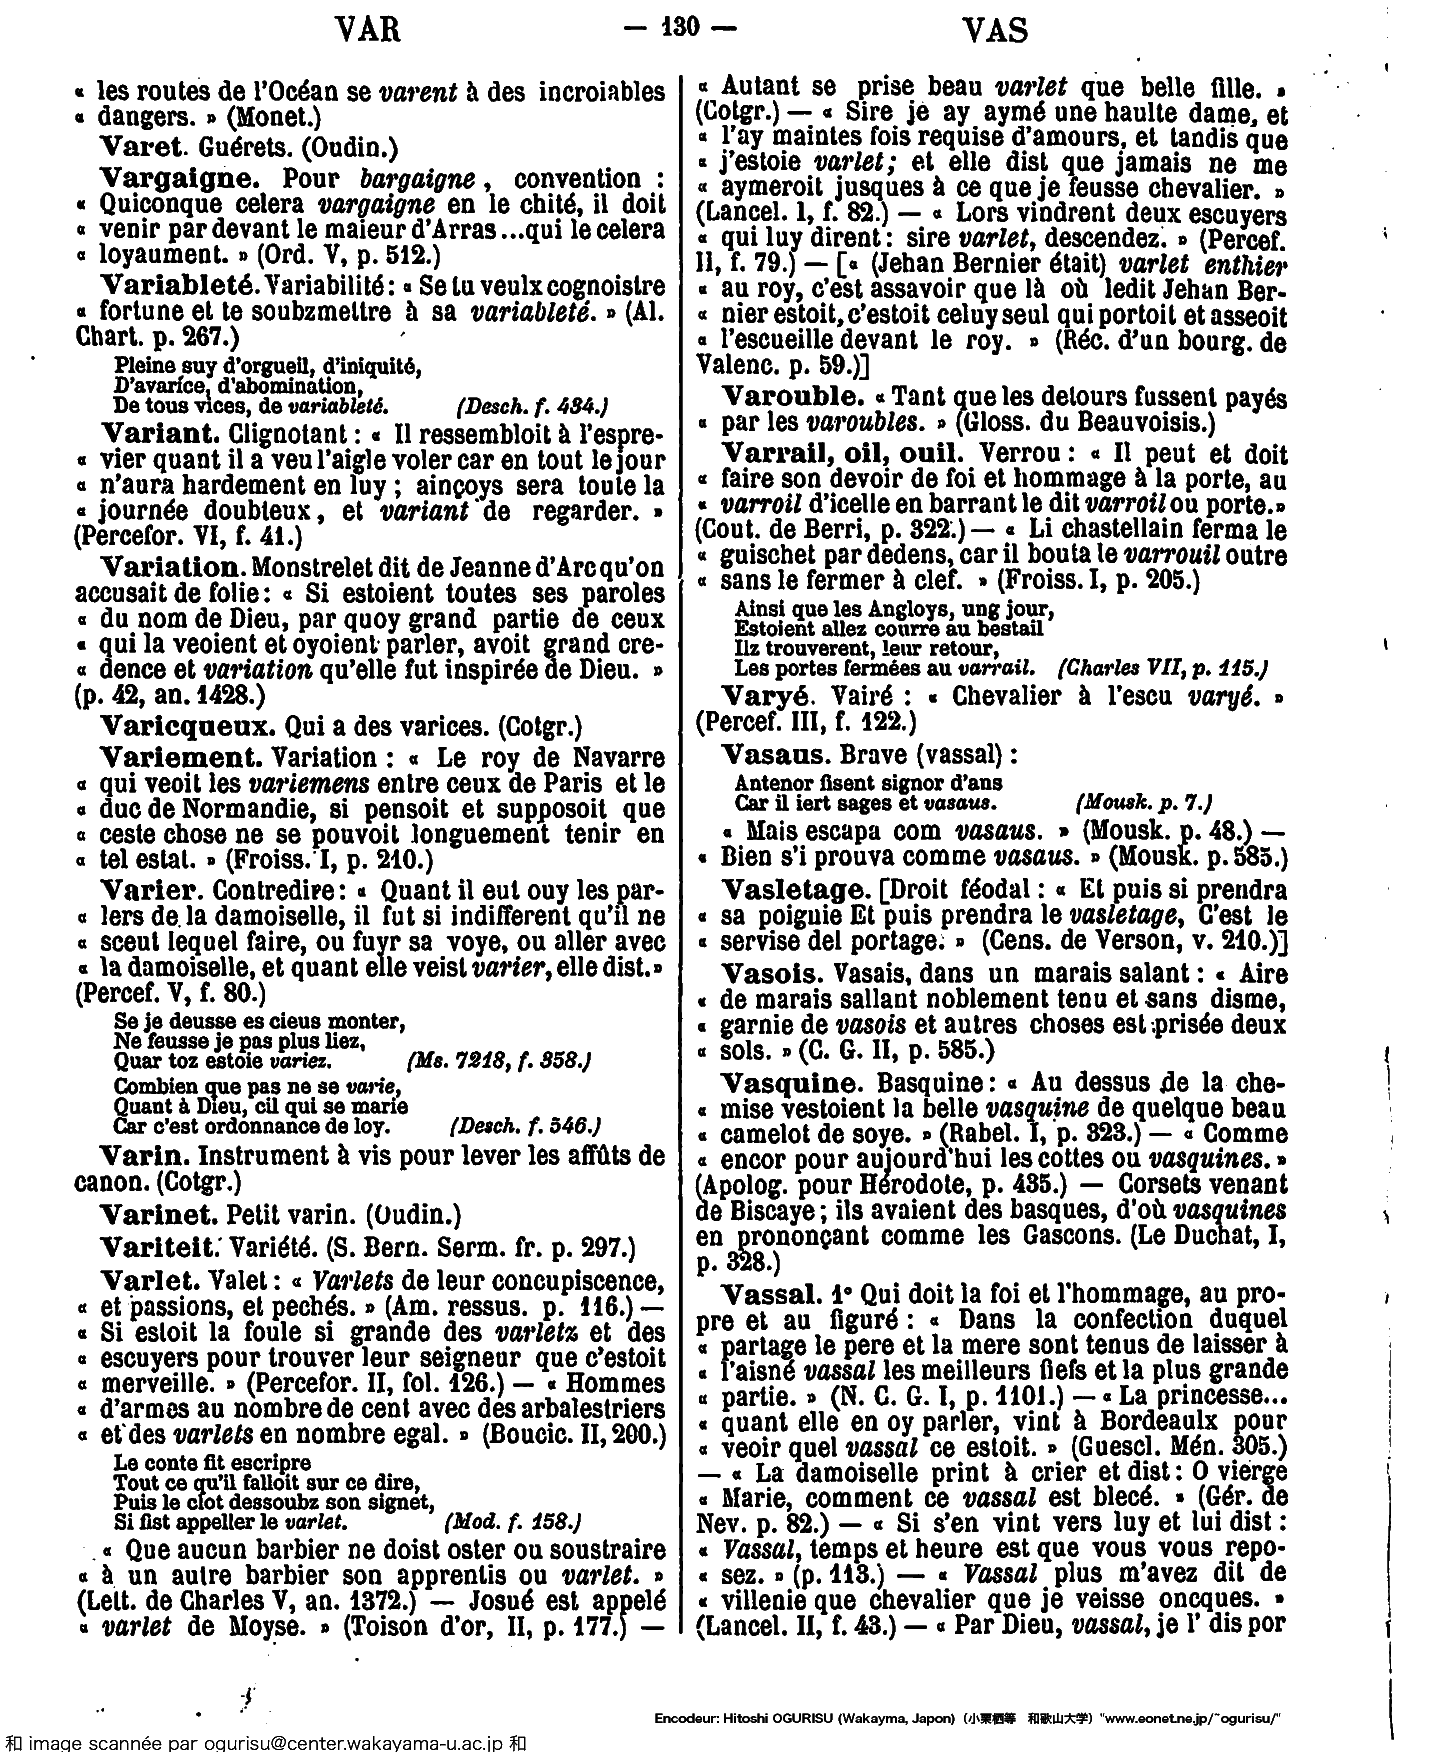 VAR — 130 — VAS
« les routes de l'Océan se varent à des incroiables
« dangers. » (Monet.)
Varet. Guérets. (Oudin.)
Vargaigne. Pour bargaigne, convention :
« Quiconque celera vargaigne en le chité, il doit
« venir par devant le maieur d'Arras...qui le celera
« loyaument. » (Ord. V, p. 512.)
Variableté. Variabilité : « Se tu veulx cognoistre
« fortune et te soubzmettre à sa variableté. » (Al.
Chart. p. 267.)
Pleine suy d'orgueil, d'iniquité,
D'avarice, d'abomination,
De tous vices, de variableté. (Desch. f. 434.)
Variant. Clignotant : « Il ressembloit à l'espre-
« vier quant il a veu l'aigle voler car en tout le jour
« n'aura hardement en luy ; ainçoys sera toute la
« journée doubteux, et variant de regarder. »
(Percefor. VI, f. 41.)
Variation. Monstrelet dit de Jeanne d'Arc qu'on
accusait de folie : « Si estoient toutes ses paroles
« du nom de Dieu, par quoy grand partie de ceux
« qui la veoient et oyoient parler, avoit grand cre-
« dence et variation qu'elle fut inspirée de Dieu. »
(p. 42, an. 1428.)
Varicqueux. Qui a des varices. (Cotgr.)
Variement. Variation : « Le roy de Navarre
« qui veoit les variemens entre ceux de Paris et le
« duc de Normandie, si pensoit et supposoit que
« ceste chose ne se pouvoit longuement tenir en
« tel estat. » (Froiss. I, p. 210.)
Varier. Contredire : « Quant il eut ouy les par-
« lers de la damoiselle, il fut si indifferent qu'il ne
« sceut lequel faire, ou fuyr sa voye, ou aller avec
« la damoiselle, et quant elle veist varier, elle dist. »
(Percef. V, f. 80.)
Se je deusse es cieus monter,
Ne feusse je pas plus liez,
Quar toz estoie variez. (Ms. 7218, f. 358.)
Combien que pas ne se varie,
Quant à Dieu, cil qui se marie
Car c'est ordonnance de loy. (Desch. f. 546.)
Varin. Instrument à vis pour lever les affûts de
canon. (Cotgr.)
Varinet. Petit varin. (Oudin.)
Variteit. Variété. (S. Bern. Serm. fr. p. 297.)
Varlet. Valet : « Varlets de leur concupiscence,
« et passions, et pechés. » (Am. ressus. p. 116.) —
« Si estoit la foule si grande des varletz et des
« escuyers pour trouver leur seigneur que c'estoit
« merveille. » (Percefor. II, fol. 126.) — « Hommes
« d'armes au nombre de cent avec des arbalestriers
« et des varlets en nombre egal. » (Boucic. II, 200.)
Le conte fit escripre
Tout ce qu'il falloit sur ce dire,
Puis le clot dessoubz son signet,
Si fist appeller le varlet. (Mod. f. 158.)
« Que aucun barbier ne doist oster ou soustraire
« à un autre barbier son apprentis ou varlet. »
(Lett. de Charles V, an. 1372.) — Josué est appelé
« varlet de Moyse. » (Toison d'or, II, p. 177.) —
« Autant se prise beau varlet que belle fille. »
(Cotgr.) — « Sire je ay aymé une haulte dame, et
« l'ay maintes fois requise d'amours, et tandis que
« j'estoie varlet ; et elle dist que jamais ne me
« aymeroit jusques à ce que je feusse chevalier. »
(Lancel. I, f. 82.) — « Lors vindrent deux escuyers
« qui luy dirent : sire varlet, descendez. » (Percef.
II, f. 79.) — [« (Jehan Bernier était) varlet enthier
« au roy, c'est assavoir que là où ledit Jehan Ber-
« nier estoit, c'estoit celuy seul qui portoit et asseoit
« l'escueille devant le roy. » (Réc. d'un bourg. de
Valenc. p. 59.)]
Varouble. « Tant que les detours fussent payés
« par les varoubles. » (Gloss. du Beauvoisis.)
Varrail, oil, ouil. Verrou : « Il peut et doit
« faire son devoir de foi et hommage à la porte, au
« varroil d'icelle en barrant le dit varroil ou porte. »
(Cout. de Berri, p. 322.) — « Li chastellain ferma le
« guischet par dedens, car il bouta le varrouil outre
« sans le fermer à clef. » (Froiss. I, p. 205.)
Ainsi que les Angloys, ung jour,
Estoient allez courre au bestail
Ilz trouverent, leur retour,
Les portes fermées au varrail. (Charles VII, p. 115.)
Varyé. Vairé : « Chevalier à l'escu varyé. »
(Percef. III, f. 122.)
Vasaus. Brave (vassal) :
Antenor fisent signor d'ans
Car il iert sages et vasaus. (Mousk. p. 7.)
« Mais escapa com vasaus. » (Mousk. p. 48.) —
« Bien s'i prouva comme vasaus. » (Mousk. p. 585.)
Vasletage. [Droit féodal : « Et puis si prendra
« sa poignie Et puis prendra le vasletage, C'est le
« servise del portage. » (Cens. de Verson, v. 210.)]
Vasois. Vasais, dans un marais salant : « Aire
« de marais sallant noblement tenu et sans disme,
« garnie de vasois et autres choses est prisée deux
« sols. » (C. G. II, p. 585.)
Vasquine. Basquine : « Au dessus de la che-
« mise vestoient la belle vasquine de quelque beau
« camelot de soye. » (Rabel. I, p. 323.) — « Comme
« encor pour aujourd'hui les cottes ou vasquines. »
(Apolog. pour Hérodote, p. 435.) — Corsets venant
de Biscaye ; ils avaient des basques, d'où vasquines
en prononçant comme les Gascons. (Le Duchat, I,
p. 328.)
Vassal. 1° Qui doit la foi et l'hommage, au pro-
pre et au figuré : « Dans la confection duquel
« partage le pere et la mere sont tenus de laisser à
« l'aisné vassal les meilleurs fiefs et la plus grande
« partie. » (N. C. G. I, p. 1101.) — « La princesse...
« quant elle en oy parler, vint à Bordeaulx pour
« veoir quel vassal ce estoit. » (Guescl. Mén. 305.)
— « La damoiselle print à crier et dist : O vierge
« Marie, comment ce vassal est blecé. » (Gér. de
Nev. p. 82.) — « Si s'en vint vers luy et lui dist :
« Vassal, temps et heure est que vous vous repo-
« sez. » (p. 113.) — « Vassal plus m'avez dit de
« villenie que chevalier que je veisse oncques. »
(Lancel. II, f. 43.) — « Par Dieu, vassal, je l' dis por
Encodeur: Hitoshi OGURISU (Wakayma, Japon) (小栗栖等 和歌山大学) "www.eonet.ne.jp/~ogurisu/"
和 image scannée par ogurisu@center.wakayama-u.ac.jp 和